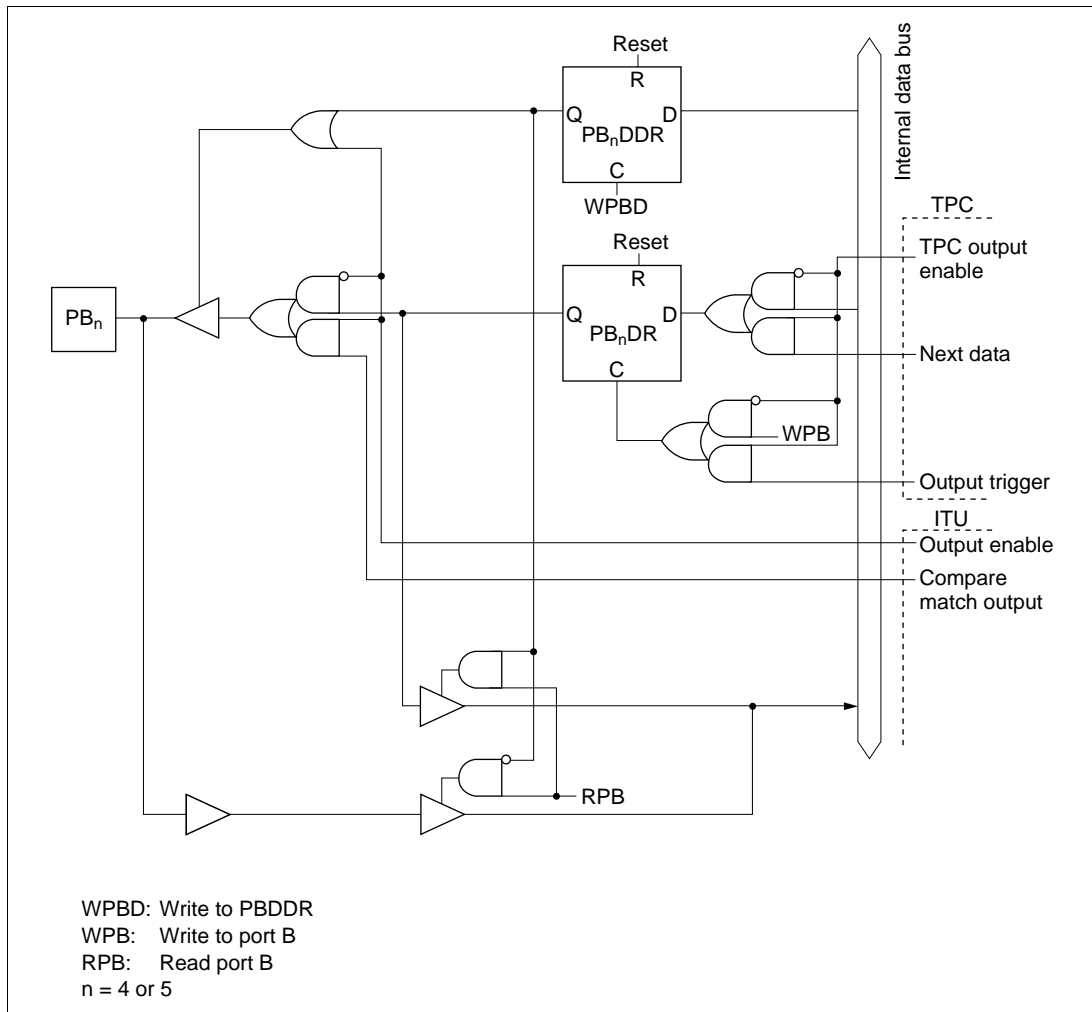 Reset
R
Q D
PBnDDR
C
WPBD
Internal data bus
TPC
TPC output
enable
Reset
R
Q D
PBnDR
C
PBn
Next data
WPB
Output trigger
ITU
Output enable
Compare
match output
RPB
WPBD: Write to PBDDR
WPB: Write to port B
RPB: Read port B
n = 4 or 5